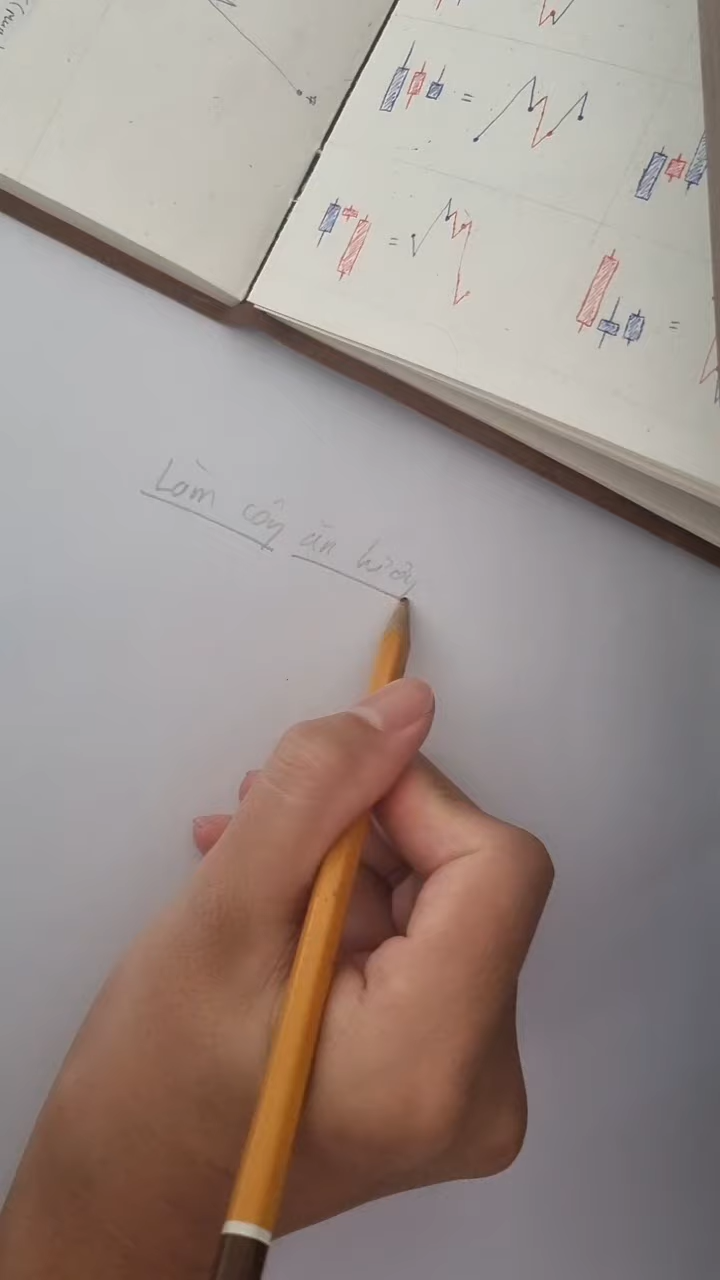 Làm công ăn lương
=
=
=